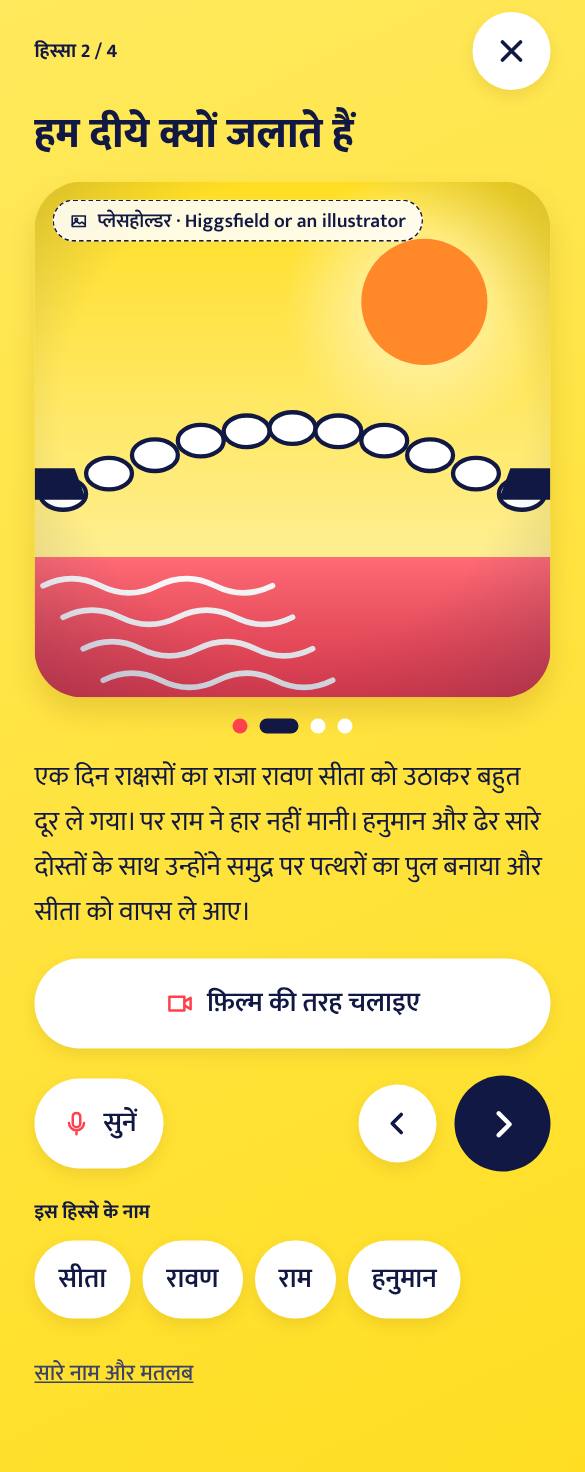 हिस्सा 2 / 4
हम दीये क्यों जलाते हैं
प्लेसहोल्डर · Higgsfield or an illustrator
एक दिन राक्षसों का राजा रावण सीता को उठाकर बहुत
दूर ले गया। पर राम ने हार नहीं मानी। हनुमान और ढेर सारे
दोस्तों के साथ उन्होंने समुद्र पर पत्थरों का पुल बनाया और
सीता को वापस ले आए।
फ़िल्म की तरह चलाइए
सुनें
इस हिस्से के नाम
सीता रावण राम हनुमान
सारे नाम और मतलब